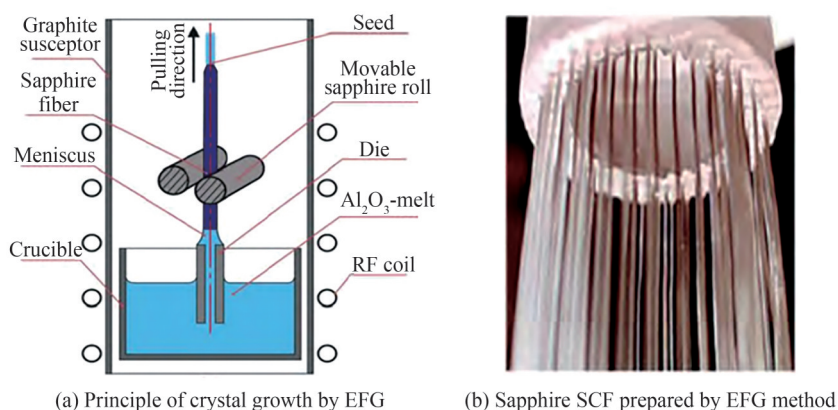 Graphite
susceptor
Sapphire
fiber
Meniscus
Crucible
Pulling
direction
Seed
Movable
sapphire roll
Die
Al₂O₃-melt
RF coil
(a) Principle of crystal growth by EFG
(b) Sapphire SCF prepared by EFG method